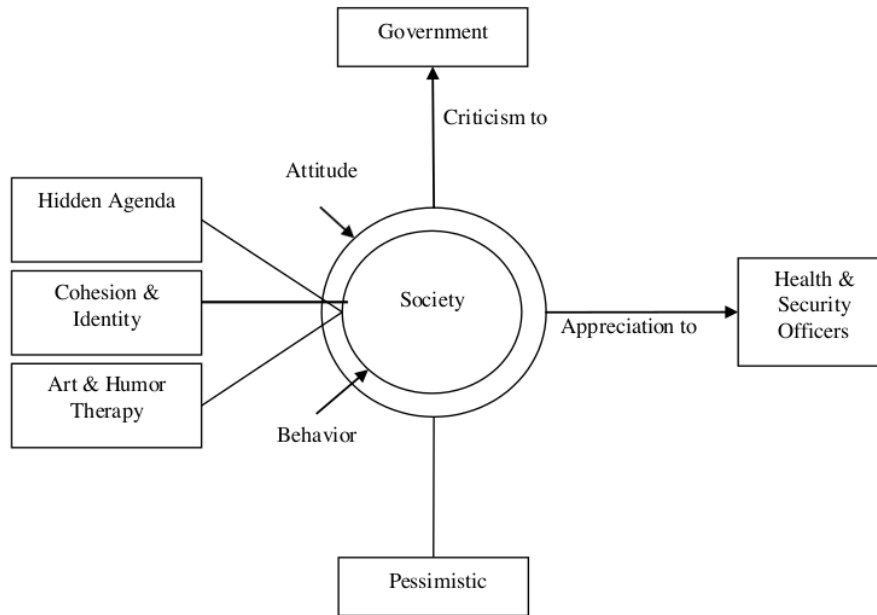 Government
Criticism to
Attitude
Hidden Agenda
Cohesion &
Identity
Art & Humor
Therapy
Society
Appreciation to
Health &
Security
Officers
Behavior
Pessimistic